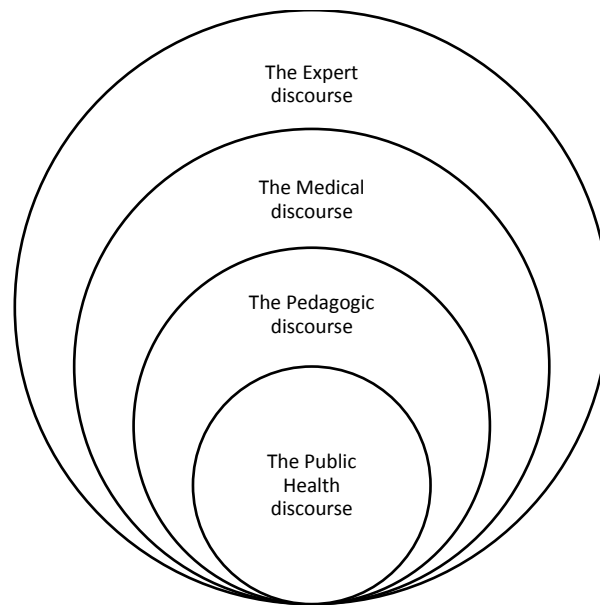 The Expert
discourse
The Medical
discourse
The Pedagogic
discourse
The Public
Health
discourse